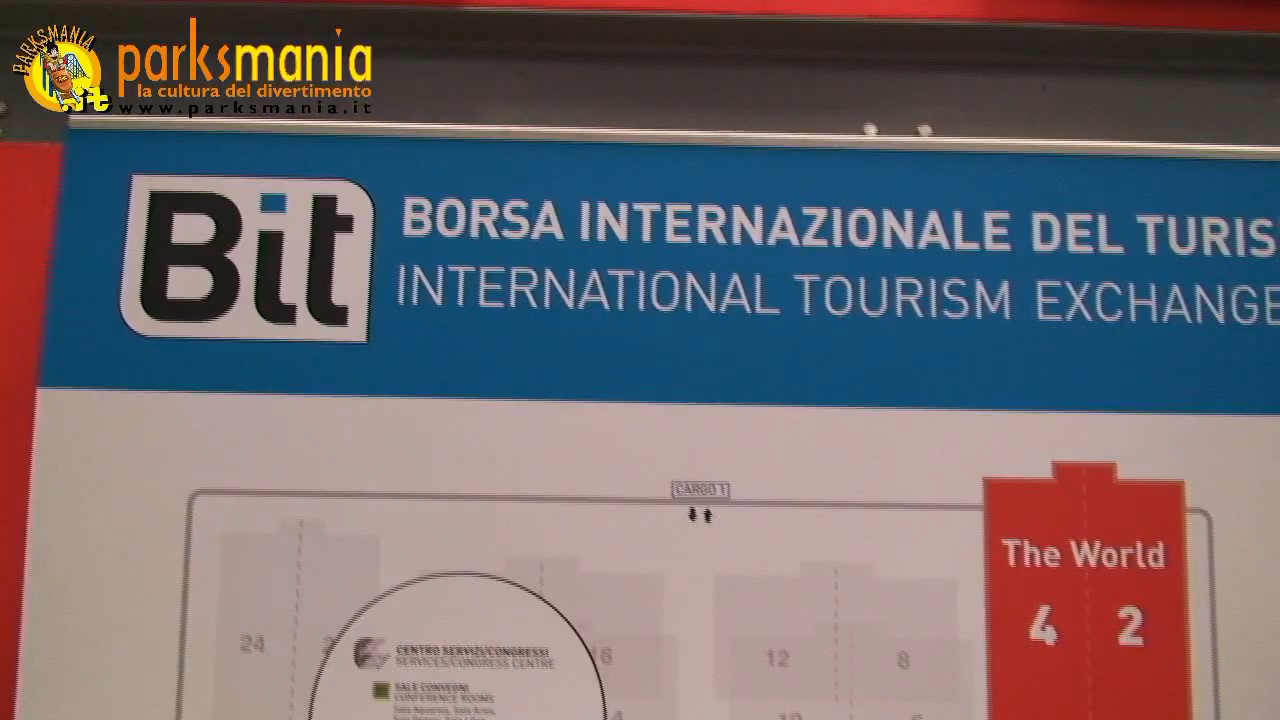 PARKSMANIA
.it
parksmania
la cultura del divertimento
www.parksmania.it
Bit
BORSA INTERNAZIONALE DEL TURIS
INTERNATIONAL TOURISM EXCHANGE
CARGO 1
The World
4 2
24
16
12
8
CENTRO SERVIZI/CONGRESSI
SERVICES/CONGRESS CENTRE
SALE CONVEGNI
CONFERENCE ROOMS